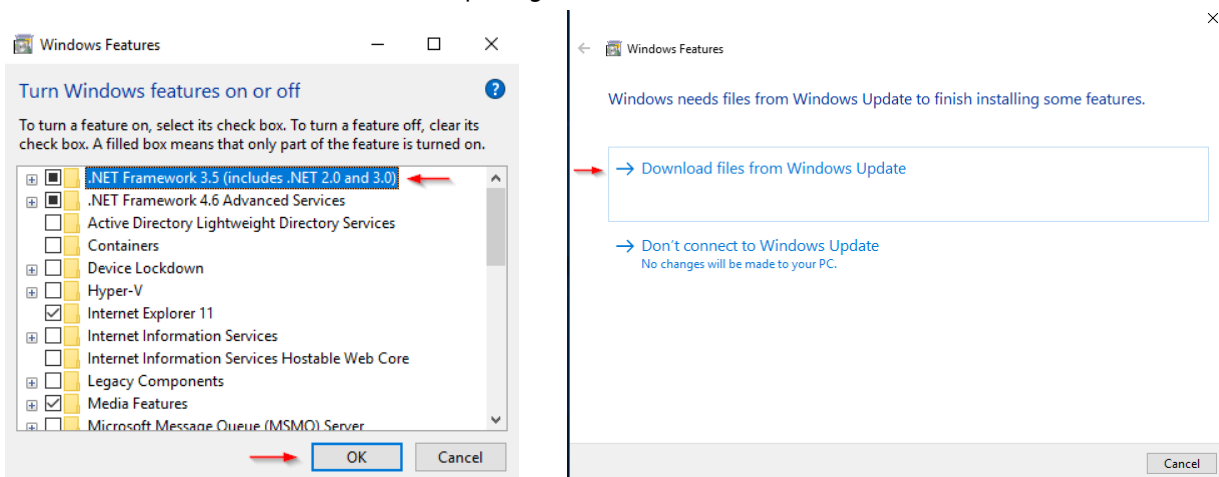 Windows Features
Turn Windows features on or off
To turn a feature on, select its check box. To turn a feature off, clear its
check box. A filled box means that only part of the feature is turned on.
.NET Framework 3.5 (includes .NET 2.0 and 3.0)
.NET Framework 4.6 Advanced Services
Active Directory Lightweight Directory Services
Containers
Device Lockdown
Hyper-V
Internet Explorer 11
Internet Information Services
Internet Information Services Hostable Web Core
Legacy Components
Media Features
Microsoft Message Queue (MSMQ) Server
OK
Cancel
Windows Features
Windows needs files from Windows Update to finish installing some features.
Download files from Windows Update
Don't connect to Windows Update
No changes will be made to your PC.
Cancel